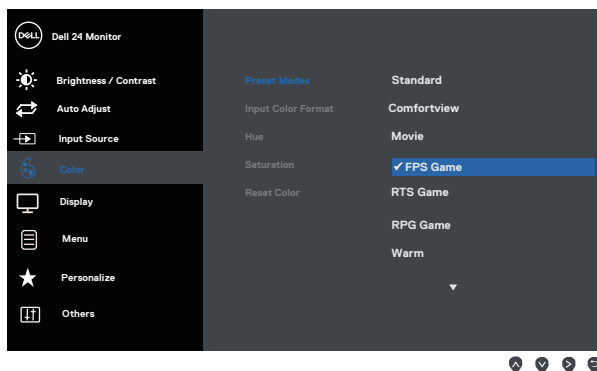 DELL
Dell 24 Monitor
Brightness / Contrast
Auto Adjust
Input Source
Color
Display
Menu
Personalize
Others
Preset Modes
Input Color Format
Hue
Saturation
Reset Color
Standard
Comfortview
Movie
✔ FPS Game
RTS Game
RPG Game
Warm